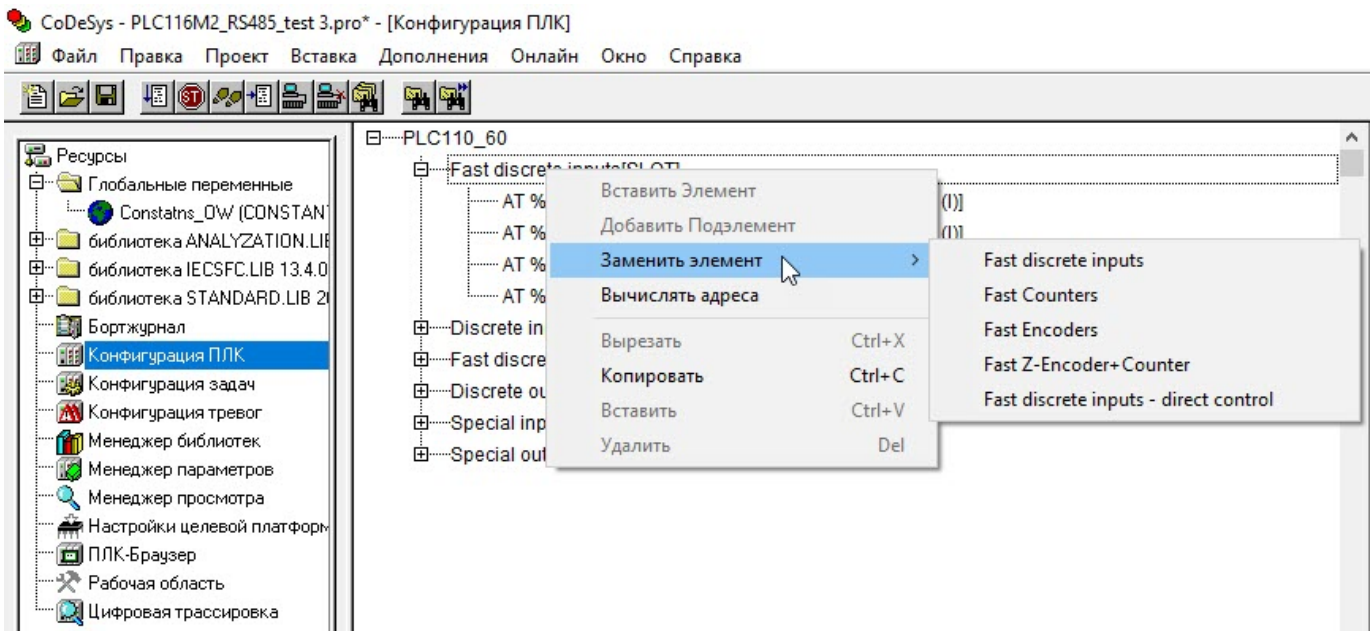 CoDeSys - PLC116M2_RS485_test 3.pro* - [Конфигурация ПЛК]
Файл Правка Проект Вставка Дополнения Онлайн Окно Справка
Ресурсы
Глобальные переменные
Constatns_OW (CONSTAN
библиотека ANALYZATION.LIB
библиотека IECSFC.LIB 13.4.0
библиотека STANDARD.LIB 2
Бортжурнал
Конфигурация ПЛК
Конфигурация задач
Конфигурация тревог
Менеджер библиотек
Менеджер параметров
Менеджер просмотра
Настройки целевой платформ
ПЛК-Браузер
Рабочая область
Цифровая трассировка
PLC110_60
Fast discrete inputs[SLOT]
AT % (I)]
AT % (I)]
AT %
AT %
Discrete in
Fast discre
Discrete ou
Special inp
Special out
Вставить Элемент
Добавить Подэлемент
Заменить элемент
Вычислять адреса
Вырезать Ctrl+X
Копировать Ctrl+C
Вставить Ctrl+V
Удалить Del
Fast discrete inputs
Fast Counters
Fast Encoders
Fast Z-Encoder+Counter
Fast discrete inputs - direct control